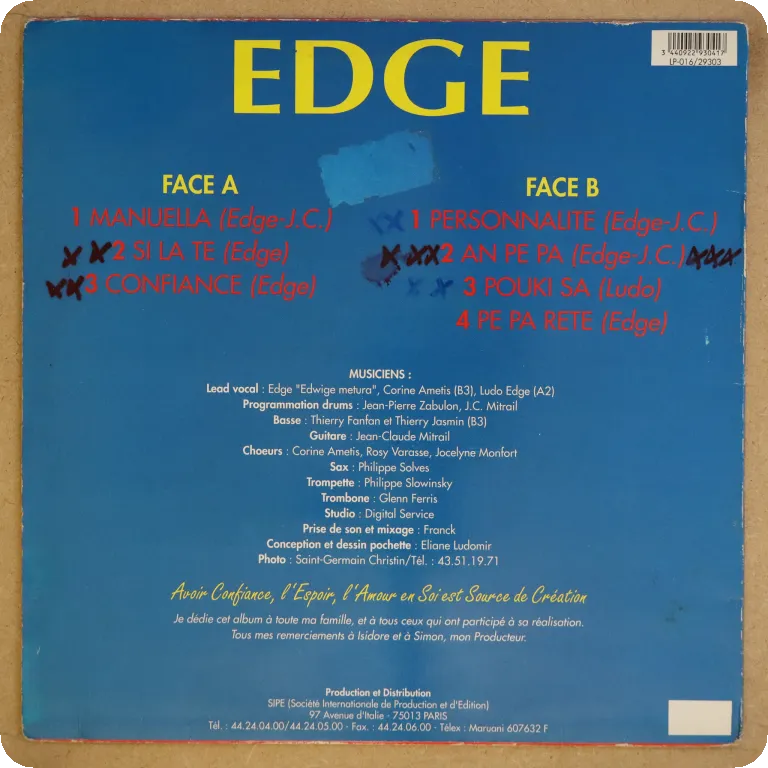 EDGE
3 440922 930417
LP-016/29303
FACE A
1 MANUELLA (Edge-J.C.)
xx 2 SI LA TE (Edge)
xx 3 CONFIANCE (Edge)
FACE B
xx 1 PERSONNALITE (Edge-J.C.)
xxx 2 AN PE PA (Edge-J.C.) xxx
xx 3 POUKI SA (Ludo)
4 PE PA RETE (Edge)
MUSICIENS :
Lead vocal : Edge "Edwige metura", Corine Ametis (B3), Ludo Edge (A2)
Programmation drums : Jean-Pierre Zabulon, J.C. Mitrail
Basse : Thierry Fanfan et Thierry Jasmin (B3)
Guitare : Jean-Claude Mitrail
Choeurs : Corine Ametis, Rosy Varasse, Jocelyne Monfort
Sax : Philippe Solves
Trompette : Philippe Slowinsky
Trombone : Glenn Ferris
Studio : Digital Service
Prise de son et mixage : Franck
Conception et dessin pochette : Eliane Ludomir
Photo : Saint-Germain Christin/Tél. : 43.51.19.71
Avoir Confiance, l'Espoir, l'Amour en Soi est Source de Création
Je dédie cet album à toute ma famille, et à tous ceux qui ont participé à sa réalisation.
Tous mes remerciements à Isidore et à Simon, mon Producteur.
Production et Distribution
SIPE (Société Internationale de Production et d'Edition)
97 Avenue d'Italie - 75013 PARIS
Tél. : 44.24.04.00/44.24.05.00 - Fax. : 44.24.06.00 - Télex : Maruani 607632 F